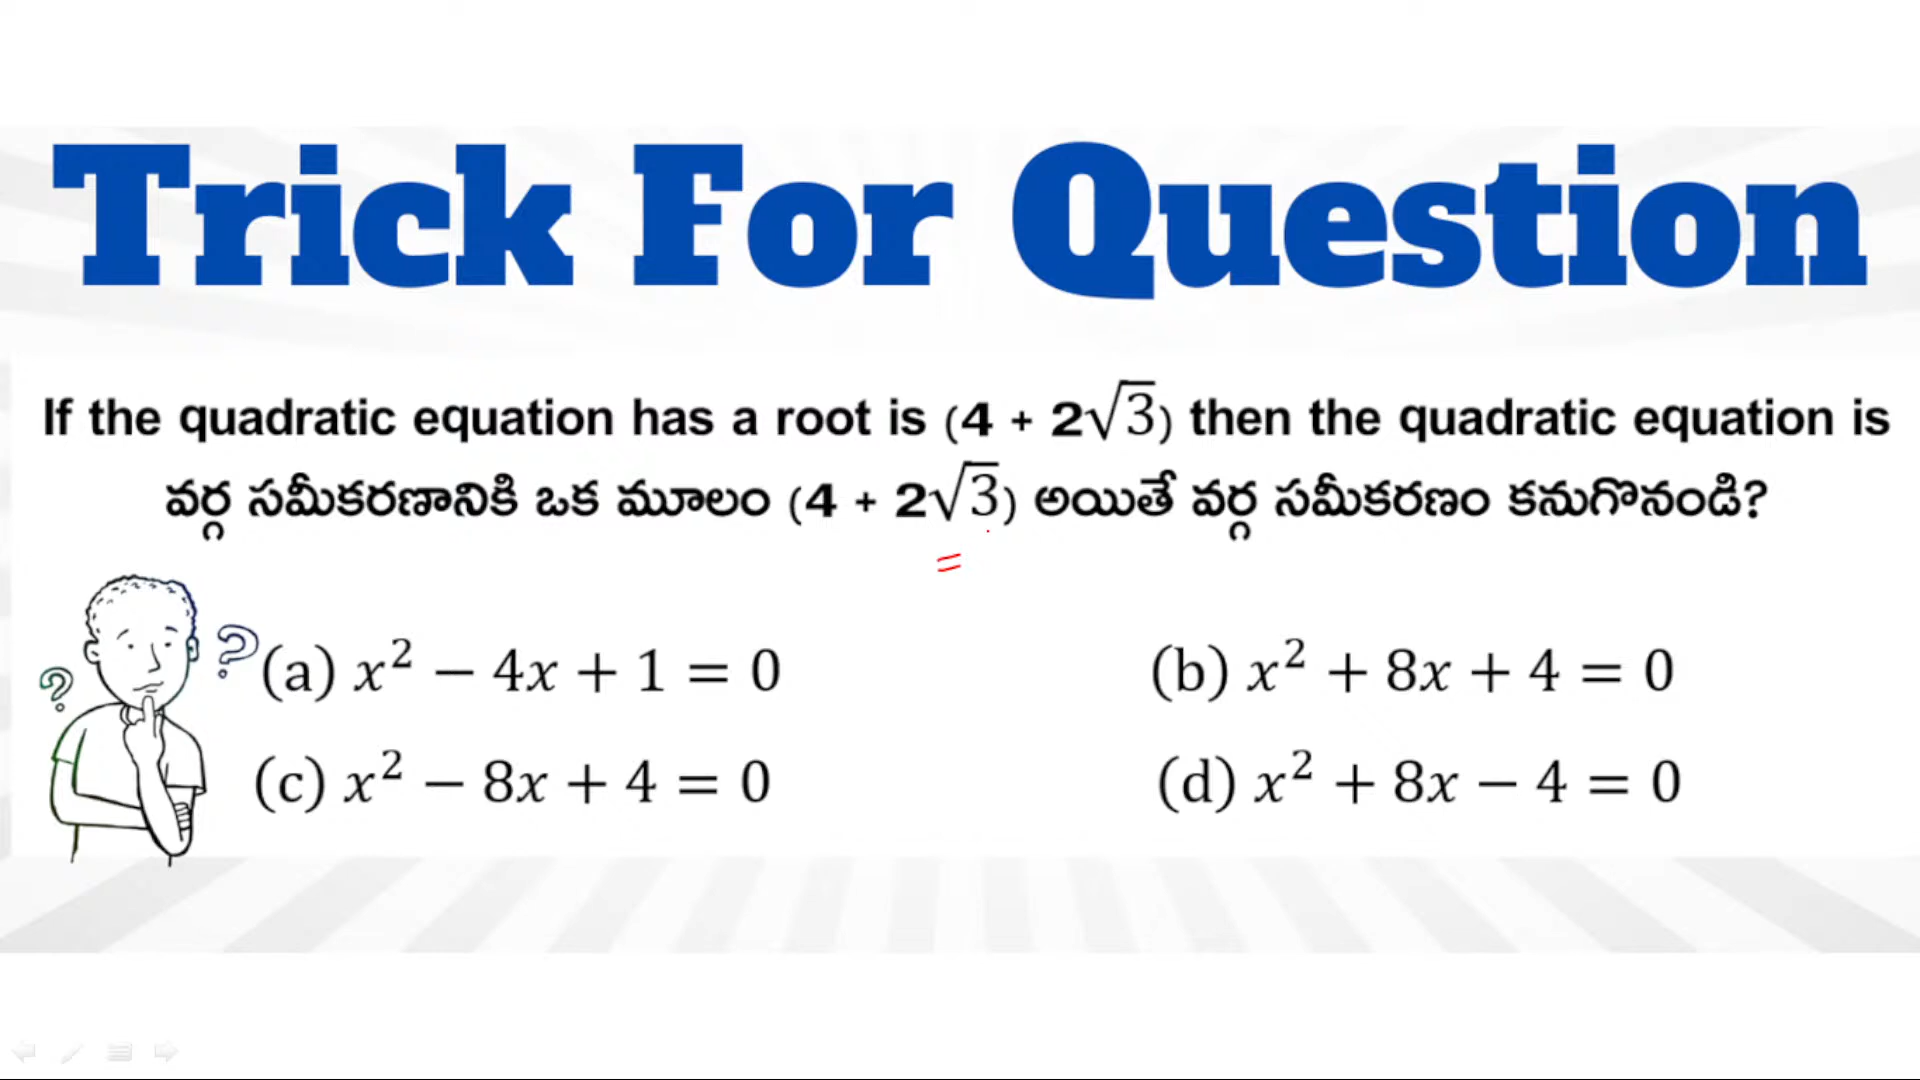 Trick For Question
If the quadratic equation has a root is (4 + 2√3) then the quadratic equation is
వర్గ సమీకరణానికి ఒక మూలం (4 + 2√3) అయితే వర్గ సమీకరణం కనుగొనండి?
=
? ?
(a) x² − 4x + 1 = 0 (b) x² + 8x + 4 = 0
(c) x² − 8x + 4 = 0 (d) x² + 8x − 4 = 0